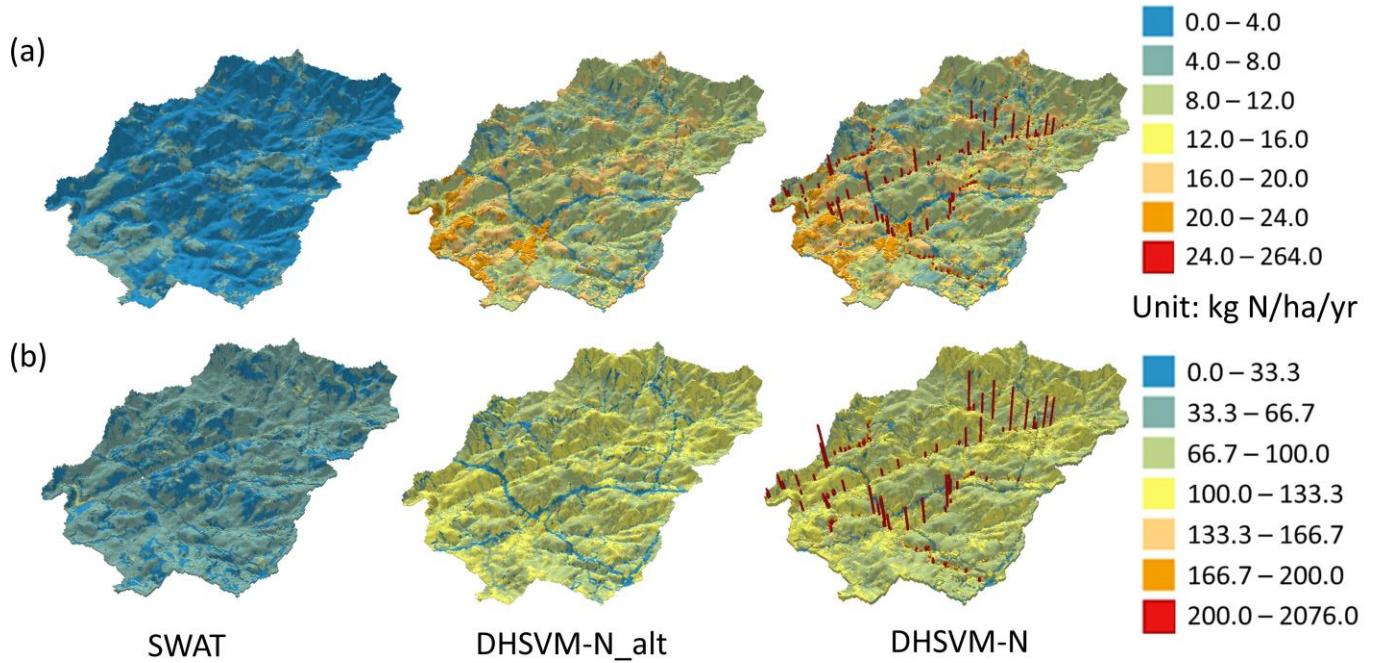 (a)
0.0 – 4.0
4.0 – 8.0
8.0 – 12.0
12.0 – 16.0
16.0 – 20.0
20.0 – 24.0
24.0 – 264.0
Unit: kg N/ha/yr
(b)
0.0 – 33.3
33.3 – 66.7
66.7 – 100.0
100.0 – 133.3
133.3 – 166.7
166.7 – 200.0
200.0 – 2076.0
SWAT
DHSVM-N_alt
DHSVM-N